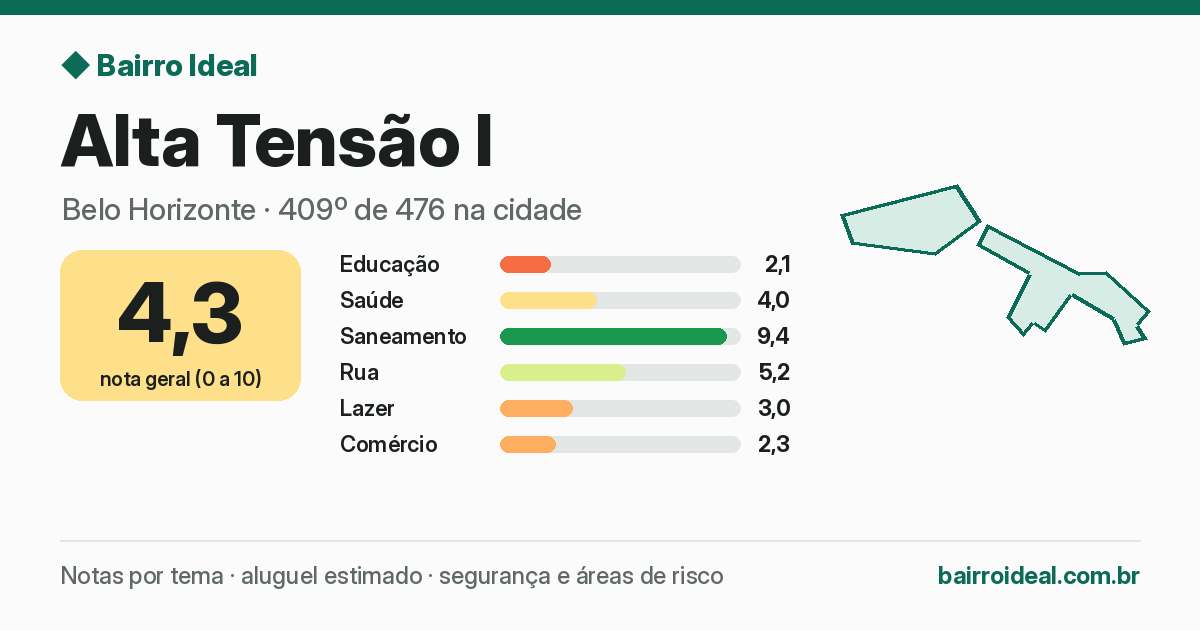 Bairro Ideal
Alta Tensão I
Belo Horizonte · 409º de 476 na cidade
4,3
nota geral (0 a 10)
Educação 2,1
Saúde 4,0
Saneamento 9,4
Rua 5,2
Lazer 3,0
Comércio 2,3
Notas por tema · aluguel estimado · segurança e áreas de risco
bairroideal.com.br